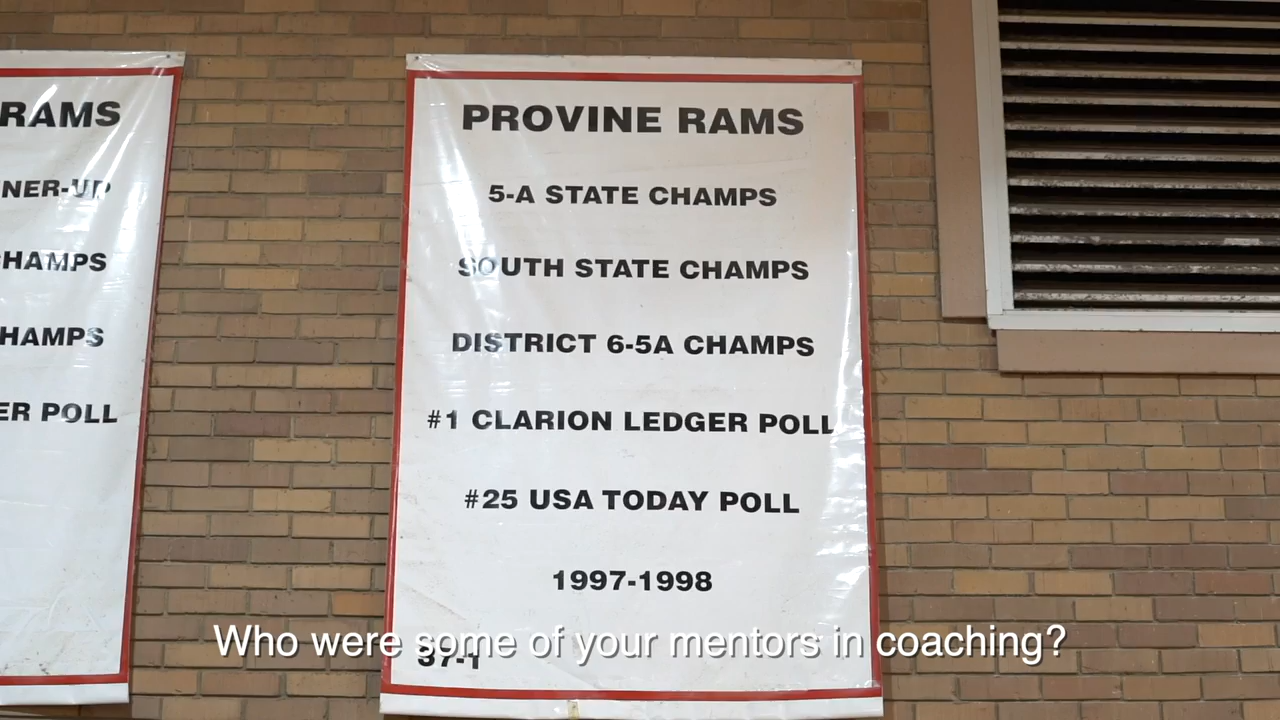 RAMS
NER-UP
HAMPS
HAMPS
ER POLL
PROVINE RAMS
5-A STATE CHAMPS
SOUTH STATE CHAMPS
DISTRICT 6-5A CHAMPS
#1 CLARION LEDGER POLL
#25 USA TODAY POLL
1997-1998
37-1
Who were some of your mentors in coaching?